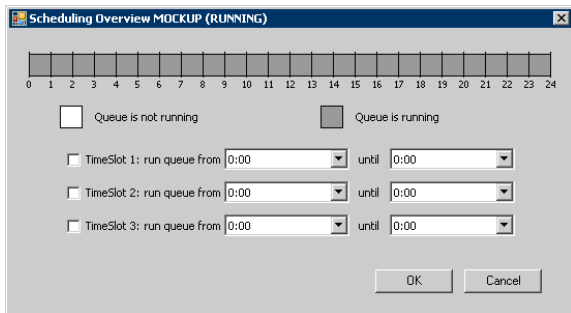 Scheduling Overview MOCKUP (RUNNING)
0 1 2 3 4 5 6 7 8 9 10 11 12 13 14 15 16 17 18 19 20 21 22 23 24
Queue is not running Queue is running
TimeSlot 1: run queue from 0:00 until 0:00
TimeSlot 2: run queue from 0:00 until 0:00
TimeSlot 3: run queue from 0:00 until 0:00
OK Cancel